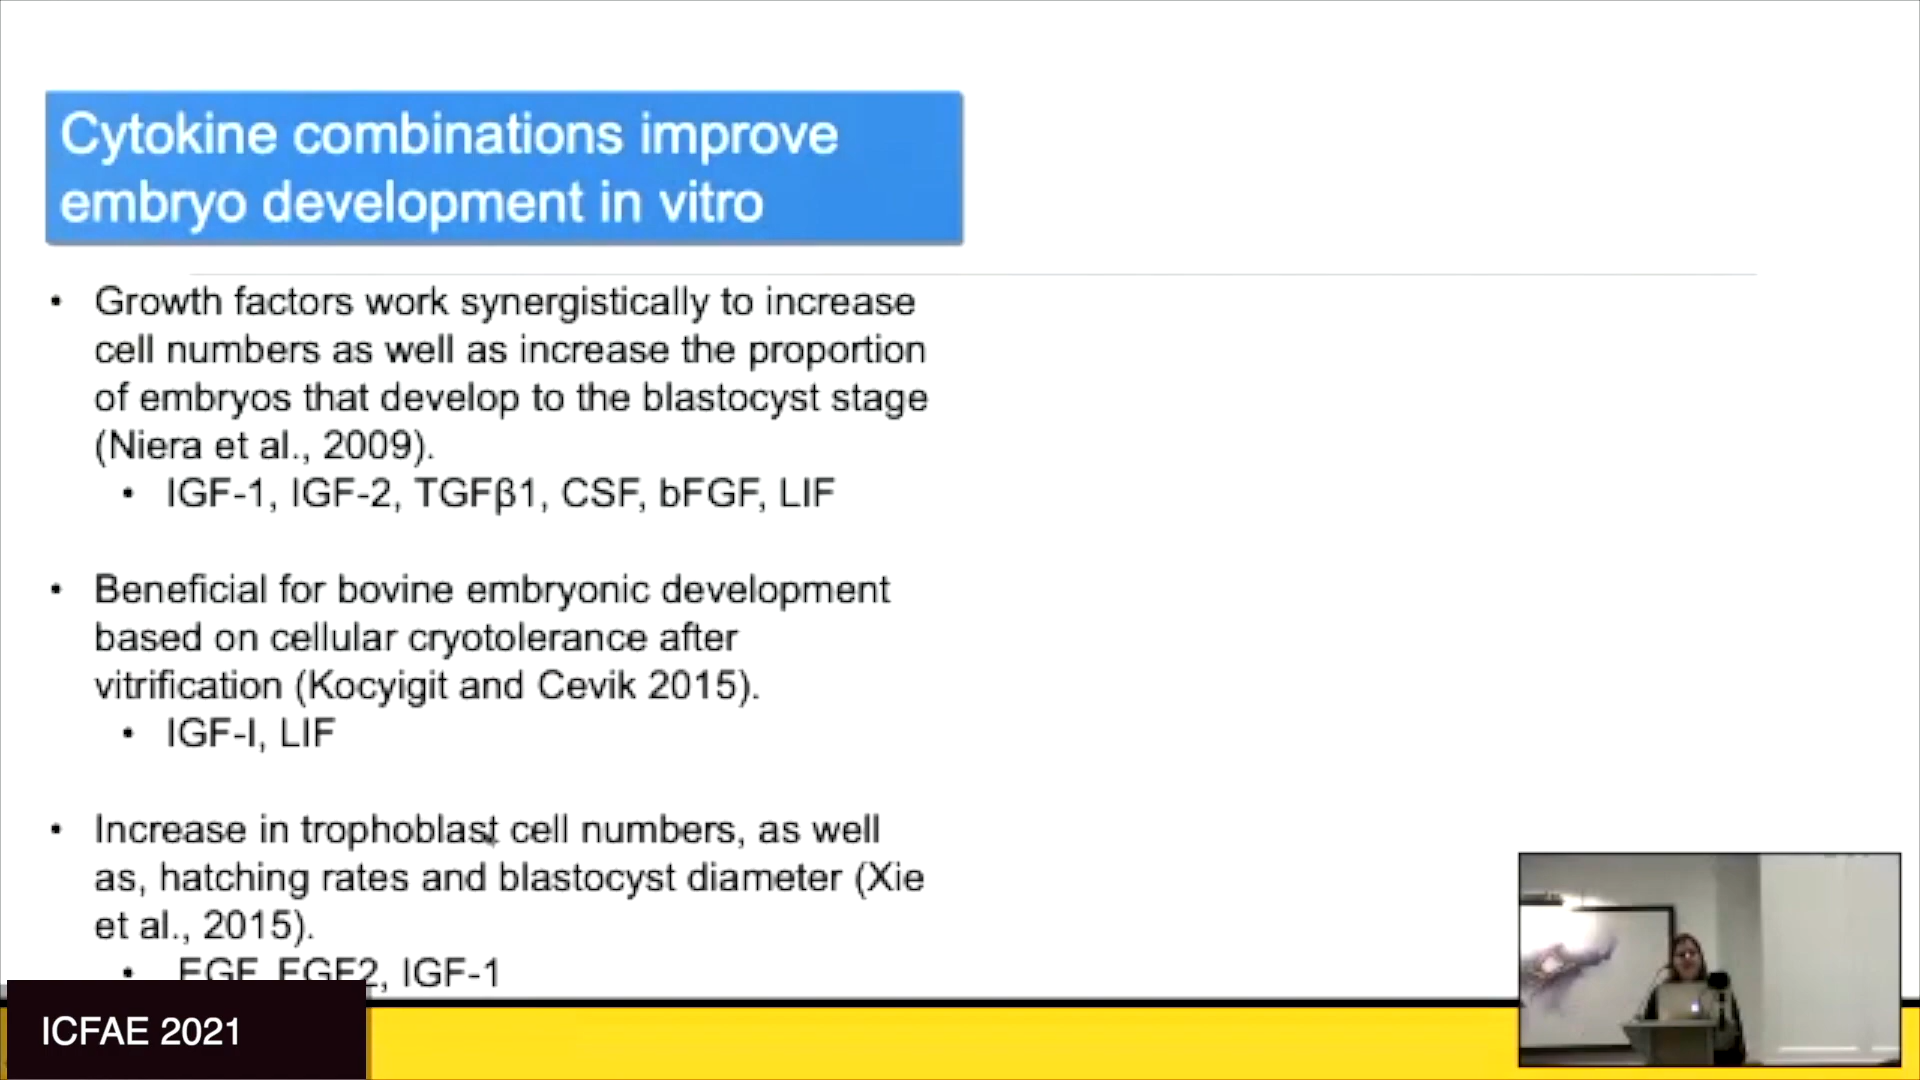 Cytokine combinations improve
embryo development in vitro
• Growth factors work synergistically to increase
cell numbers as well as increase the proportion
of embryos that develop to the blastocyst stage
(Niera et al., 2009).
• IGF-1, IGF-2, TGFβ1, CSF, bFGF, LIF
• Beneficial for bovine embryonic development
based on cellular cryotolerance after
vitrification (Kocyigit and Cevik 2015).
• IGF-I, LIF
• Increase in trophoblast cell numbers, as well
as, hatching rates and blastocyst diameter (Xie
et al., 2015).
• IGF-1
ICFAE 2021